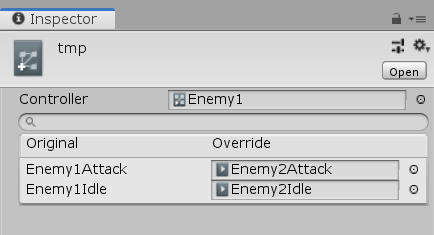 Inspector
tmp
Open
Controller Enemy1
Original Override
Enemy1Attack Enemy2Attack
Enemy1Idle Enemy2Idle